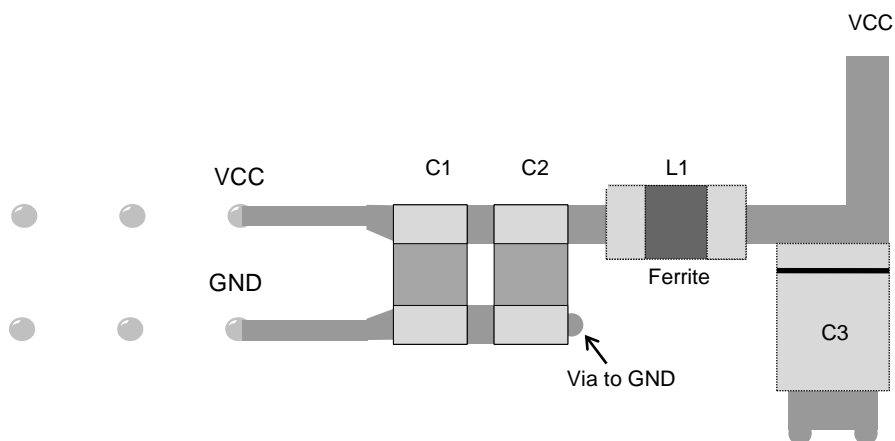 VCC
C1
C2
L1
VCC
GND
Ferrite
C3
Via to GND